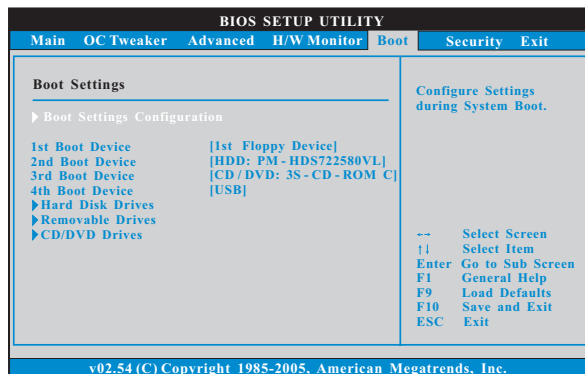 BIOS SETUP UTILITY
Main OC Tweaker Advanced H/W Monitor Boot Security Exit
Boot Settings
Boot Settings Configuration
1st Boot Device [1st Floppy Device]
2nd Boot Device [HDD: PM - HDS722580VL]
3rd Boot Device [CD / DVD: 3S - CD - ROM C]
4th Boot Device [USB]
Hard Disk Drives
Removable Drives
CD/DVD Drives
Configure Settings
during System Boot.
←→ Select Screen
↑↓ Select Item
Enter Go to Sub Screen
F1 General Help
F9 Load Defaults
F10 Save and Exit
ESC Exit
v02.54 (C) Copyright 1985-2005, American Megatrends, Inc.